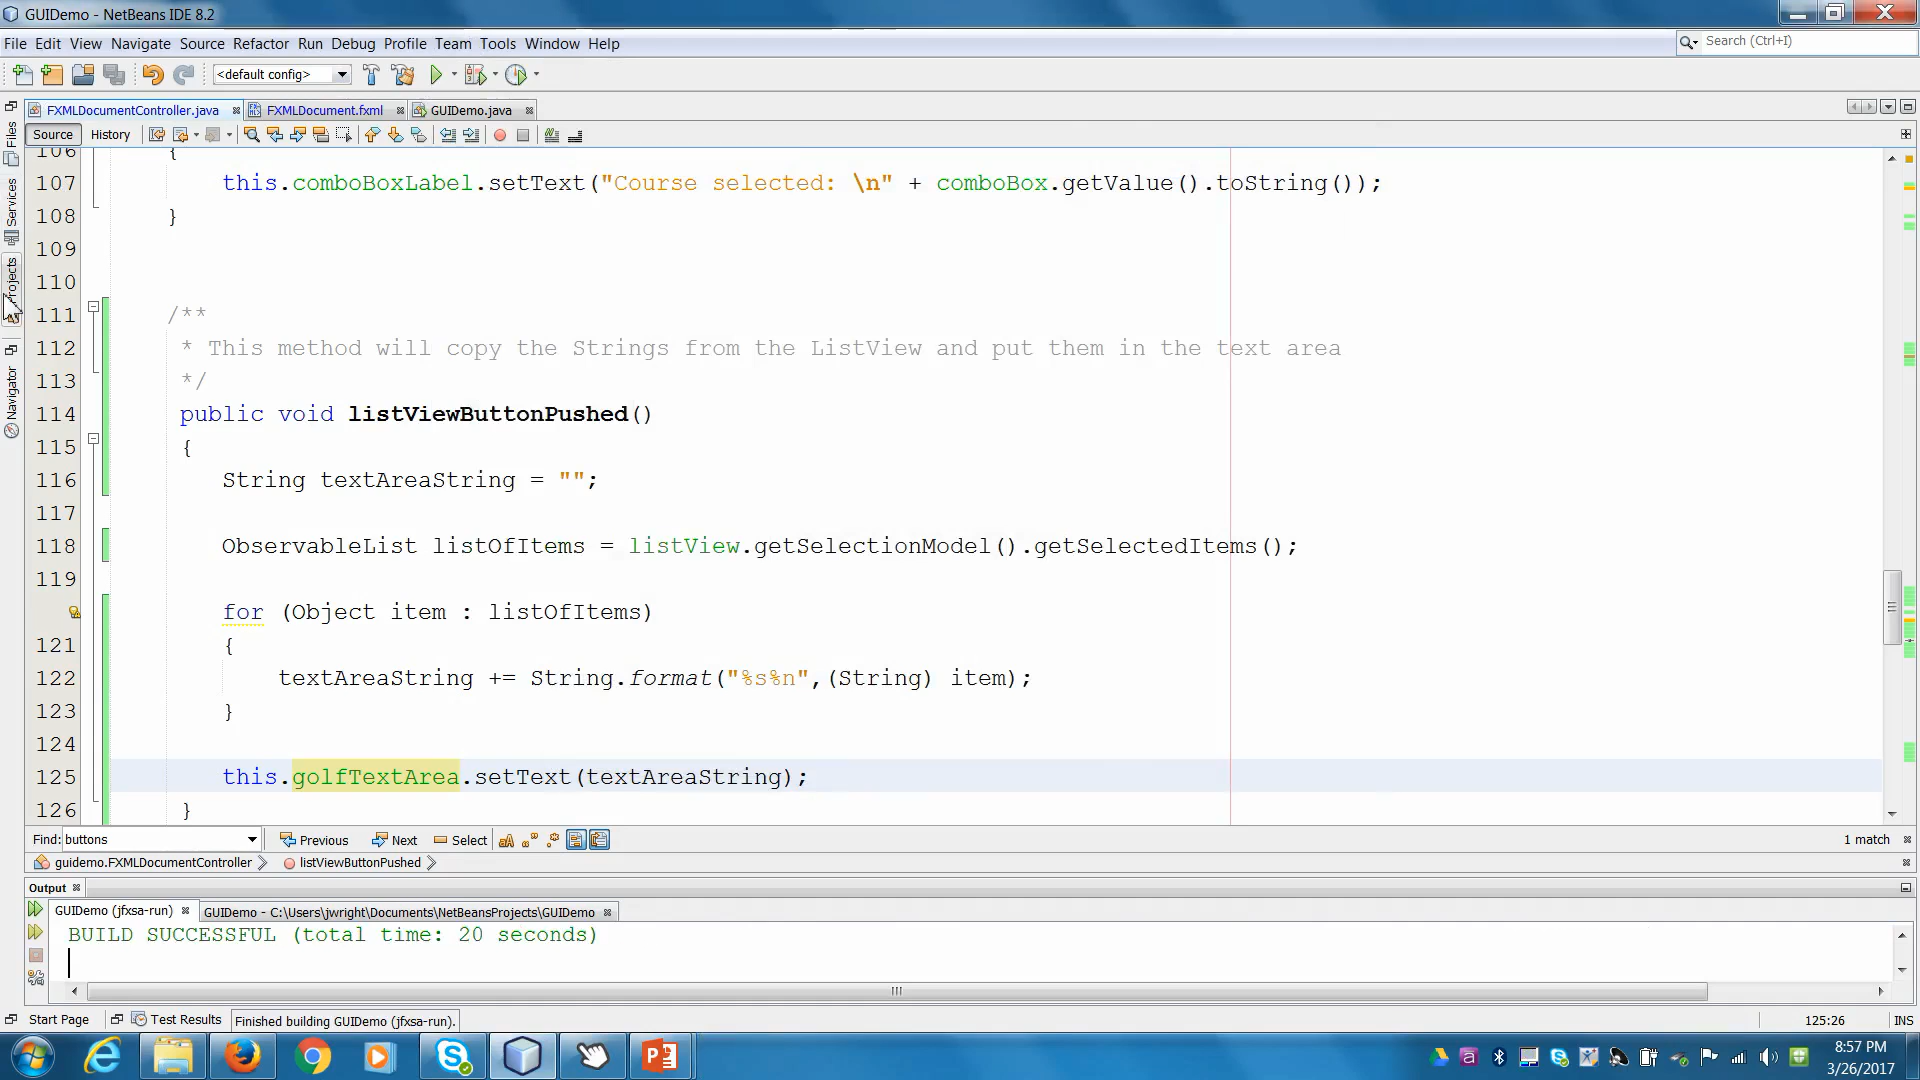 GUIDemo - NetBeans IDE 8.2
File Edit View Navigate Source Refactor Run Debug Profile Team Tools Window Help
Search (Ctrl+I)
<default config>
FXMLDocumentController.java FXMLDocument.fxml GUIDemo.java
Source History
Files
Services
Projects
Navigator
106 {
107 this.comboBoxLabel.setText("Course selected: \n" + comboBox.getValue().toString());
108 }
109
110
111 /**
112 * This method will copy the Strings from the ListView and put them in the text area
113 */
114 public void listViewButtonPushed()
115 {
116 String textAreaString = "";
117
118 ObservableList listOfItems = listView.getSelectionModel().getSelectedItems();
119
for (Object item : listOfItems)
121 {
122 textAreaString += String.format("%s%n",(String) item);
123 }
124
125 this.golfTextArea.setText(textAreaString);
126 }
Find: buttons Previous Next Select 1 match
guidemo.FXMLDocumentController listViewButtonPushed
Output
GUIDemo (jfxsa-run) GUIDemo - C:\Users\jwright\Documents\NetBeansProjects\GUIDemo
BUILD SUCCESSFUL (total time: 20 seconds)
Start Page Test Results Finished building GUIDemo (jfxsa-run). 125:26 INS
8:57 PM
3/26/2017